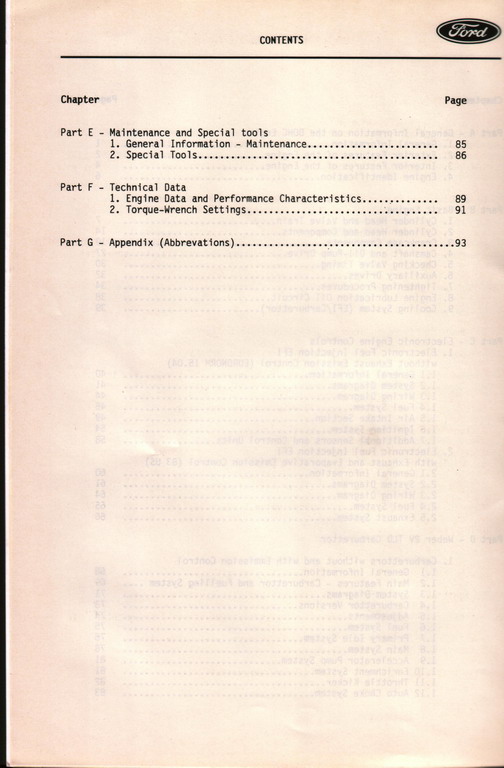 CONTENTS
Ford
Chapter Page
Part E - Maintenance and Special tools
1. General Information - Maintenance........................ 85
2. Special Tools............................................ 86
Part F - Technical Data
1. Engine Data and Performance Characteristics.............. 89
2. Torque-Wrench Settings................................... 91
Part G - Appendix (Abbrevations)........................................93